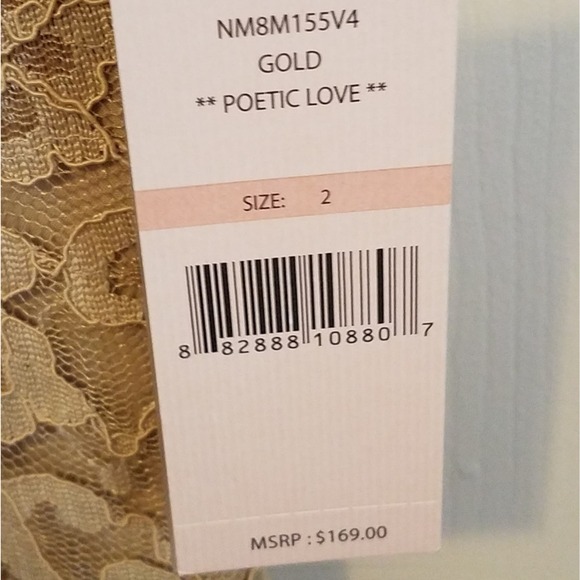 NM8M155V4
GOLD
** POETIC LOVE **
SIZE: 2
8 82888 10880 7
MSRP : $169.00